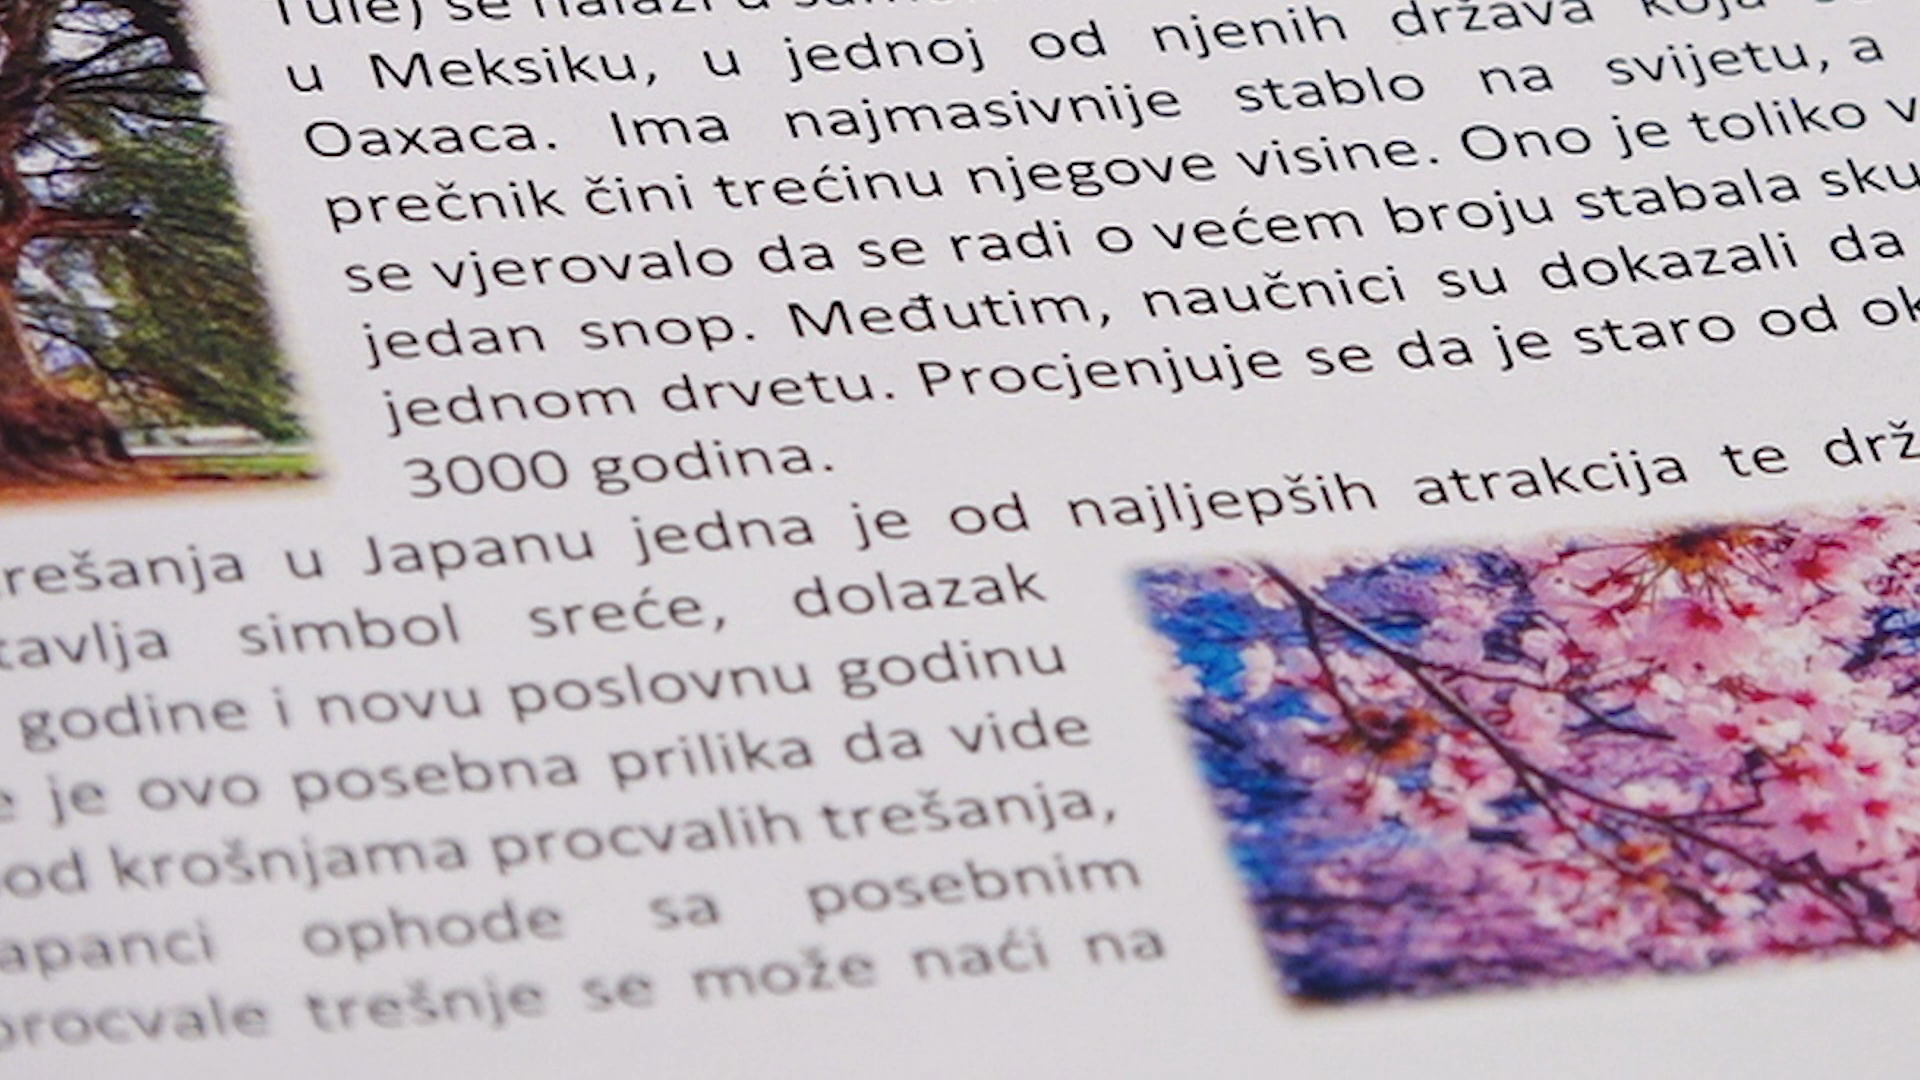 Tule) se nalazi u
u Meksiku, u jednoj od njenih država koja
Oaxaca. Ima najmasivnije stablo na svijetu, a
prečnik čini trećinu njegove visine. Ono je toliko
se vjerovalo da se radi o većem broju stabala
jedan snop. Međutim, naučnici su dokazali da
jednom drvetu. Procjenjuje se da je staro od
3000 godina.
rešanja u Japanu jedna je od najljepših atrakcija te
tavlja simbol sreće, dolazak
godine i novu poslovnu godinu
je ovo posebna prilika da vide
od krošnjama procvalih trešanja,
apanci ophode sa posebnim
procvale trešnje se može naći na